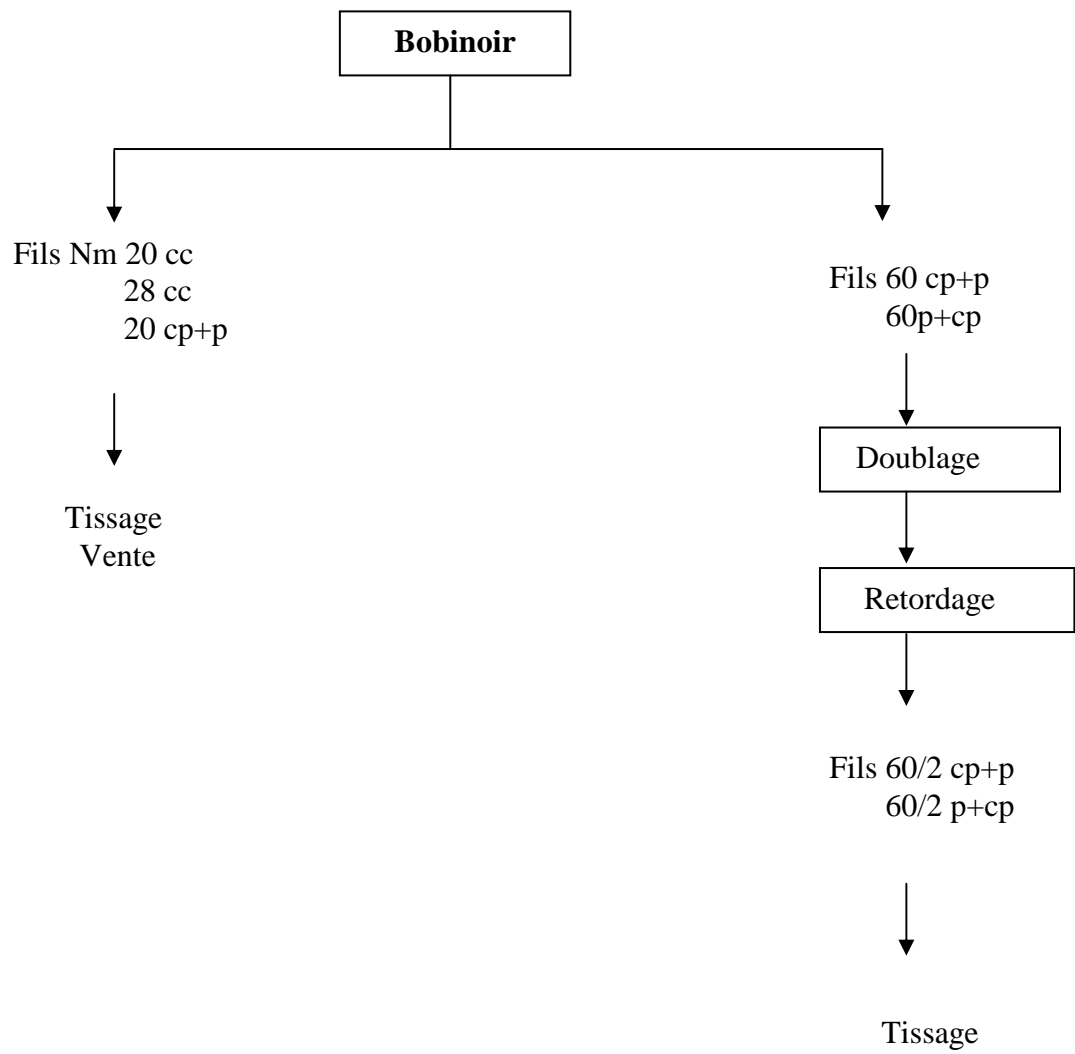 Bobinoir
Fils Nm 20 cc
28 cc
20 cp+p
Tissage
Vente
Fils 60 cp+p
60p+cp
Doublage
Retordage
Fils 60/2 cp+p
60/2 p+cp
Tissage